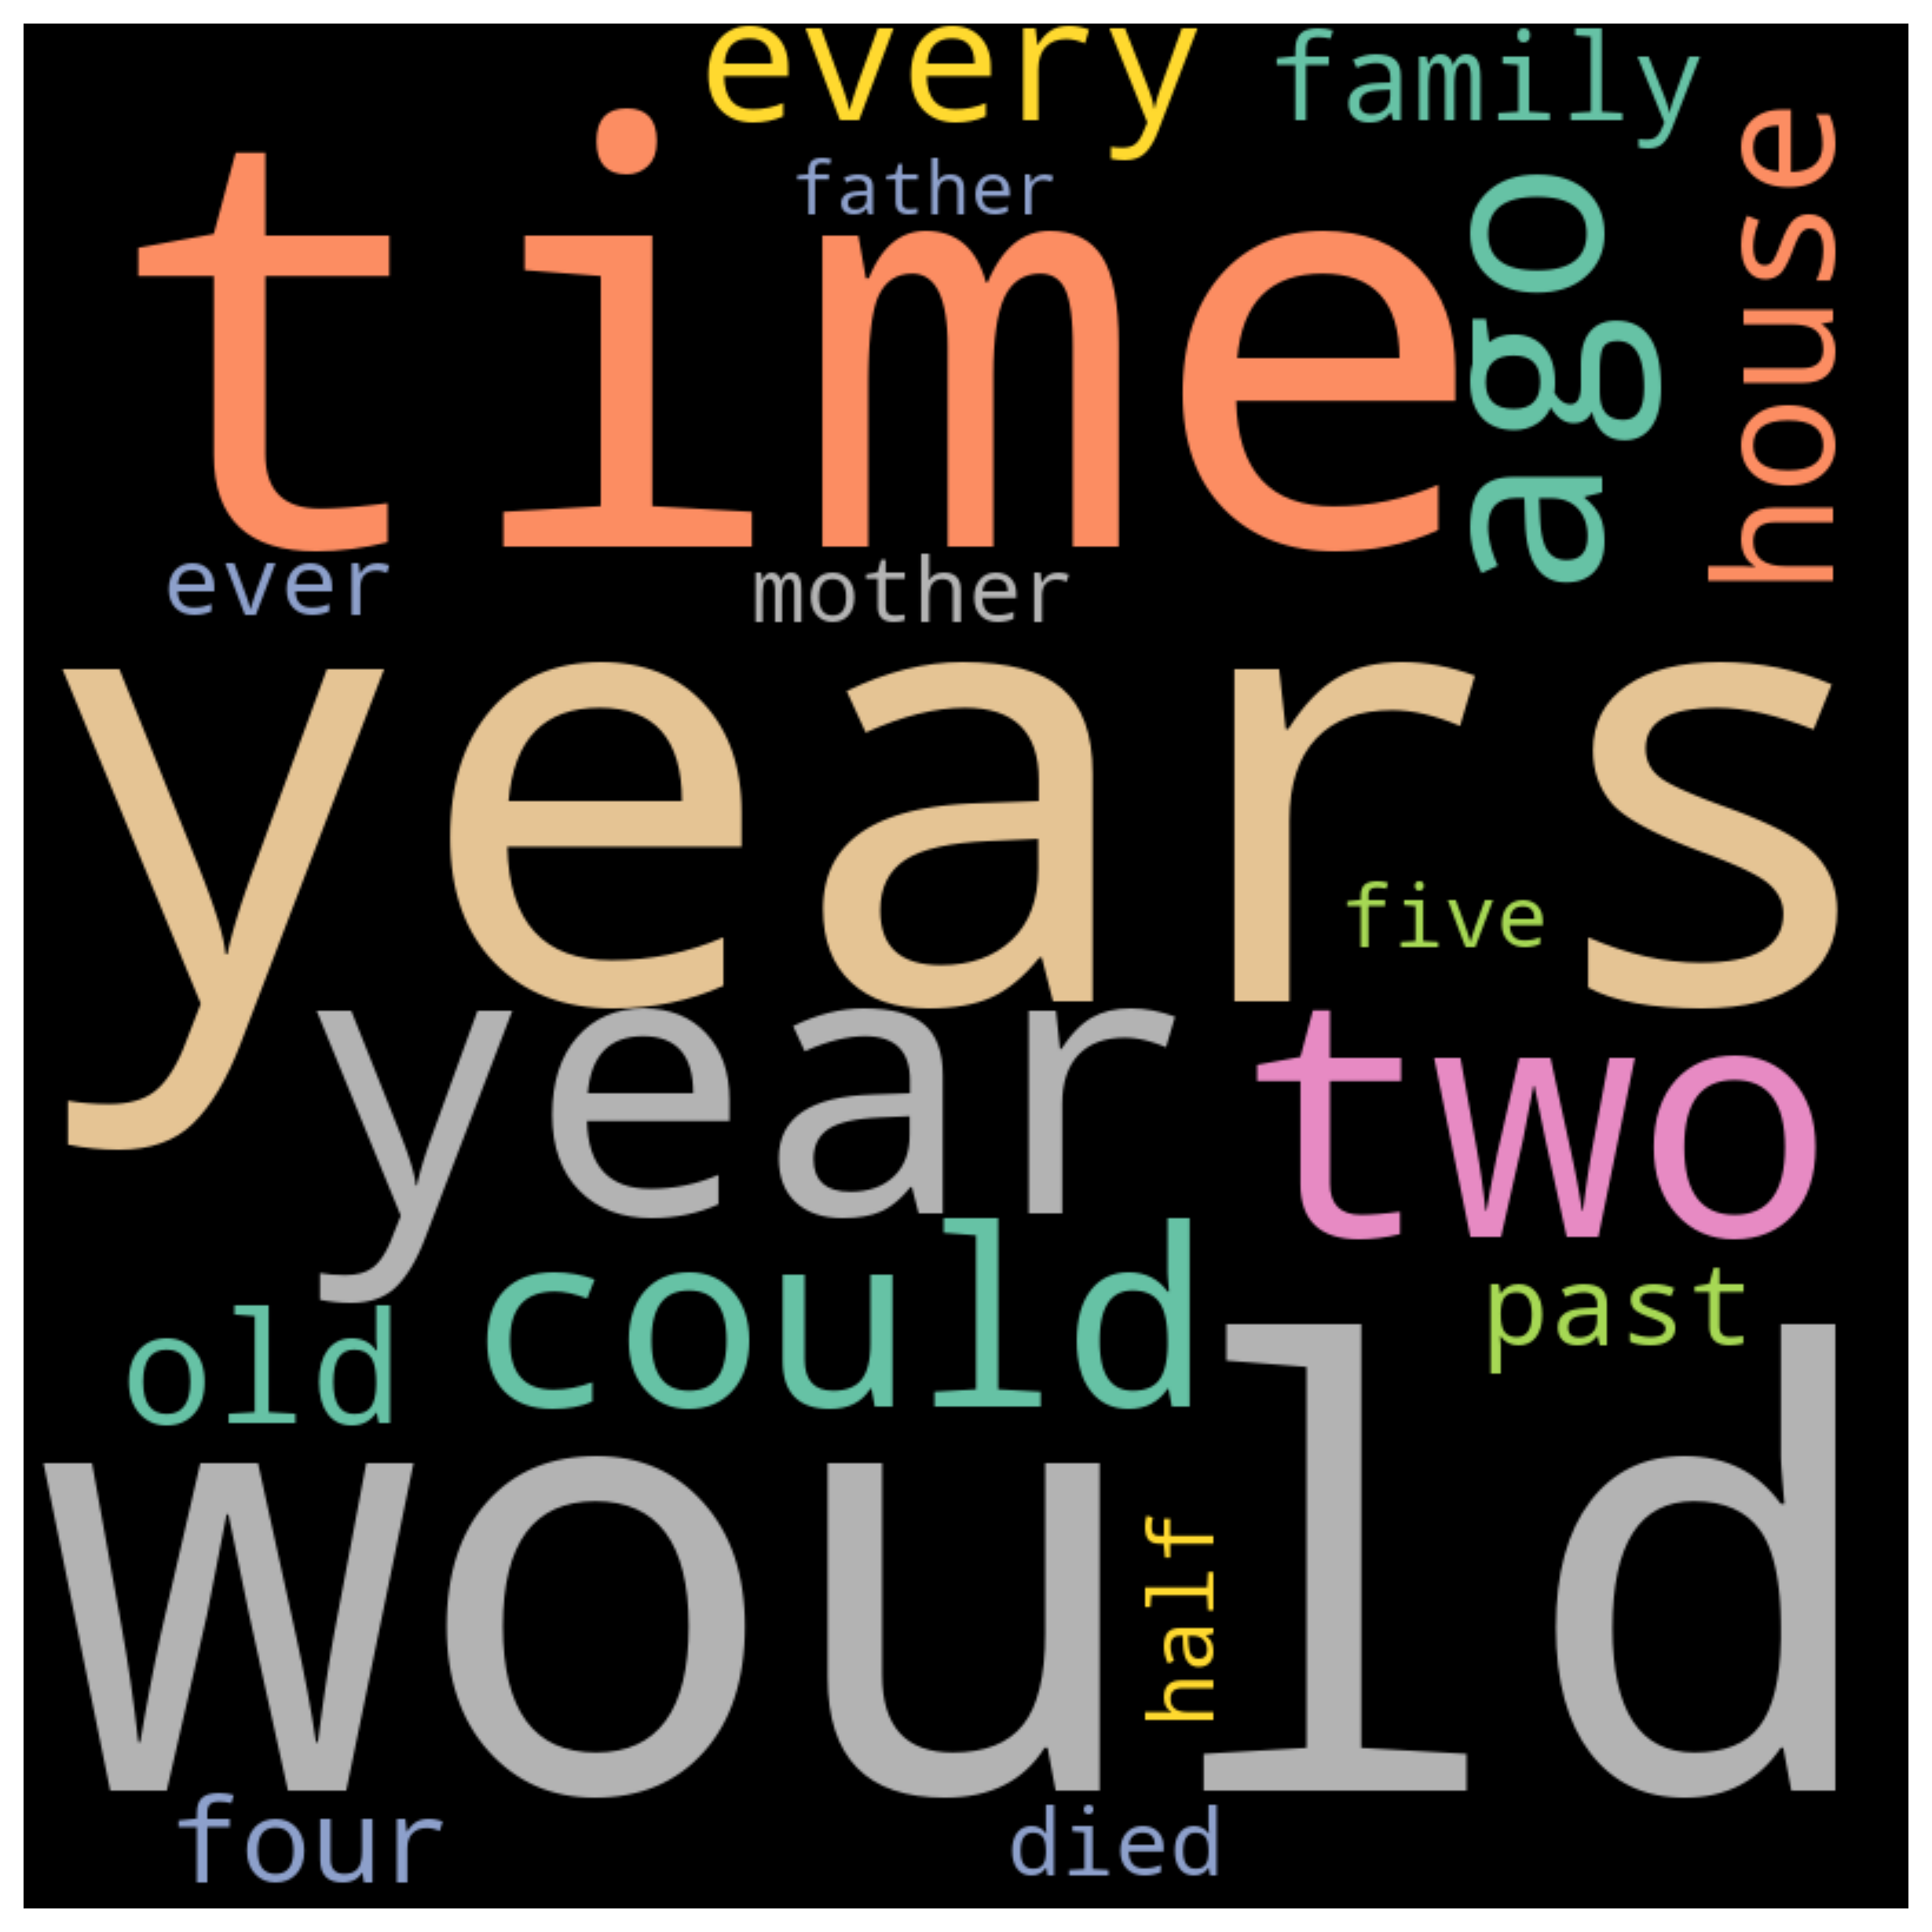 every
family
father
time
ago
house
ever
mother
years
five
year
two
could
past
old
would
half
four
died